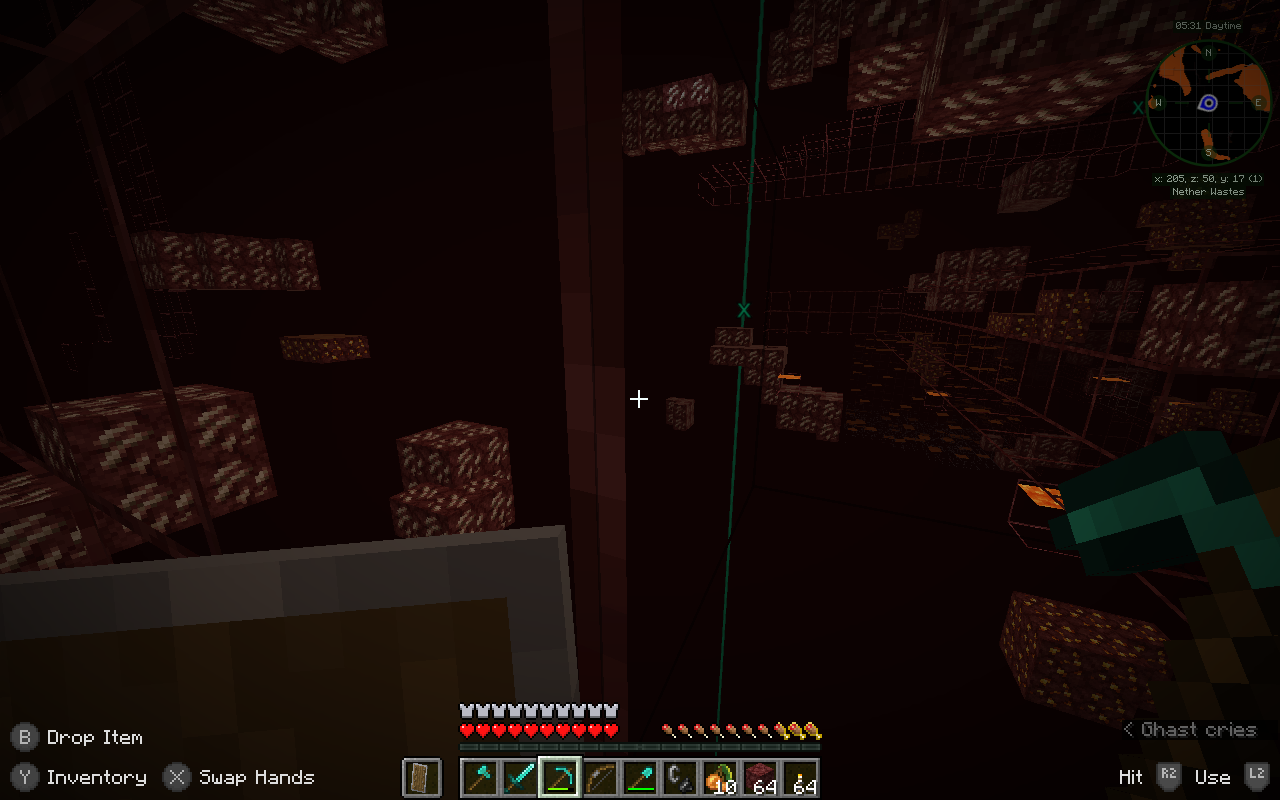 05:31 Daytime
N
W
E
S
X
x: 205, z: 50, y: 17 (1)
Nether Wastes
X
< Ghast cries
B Drop Item
Y Inventory X Swap Hands
Hit R2 Use L2
10 64 64